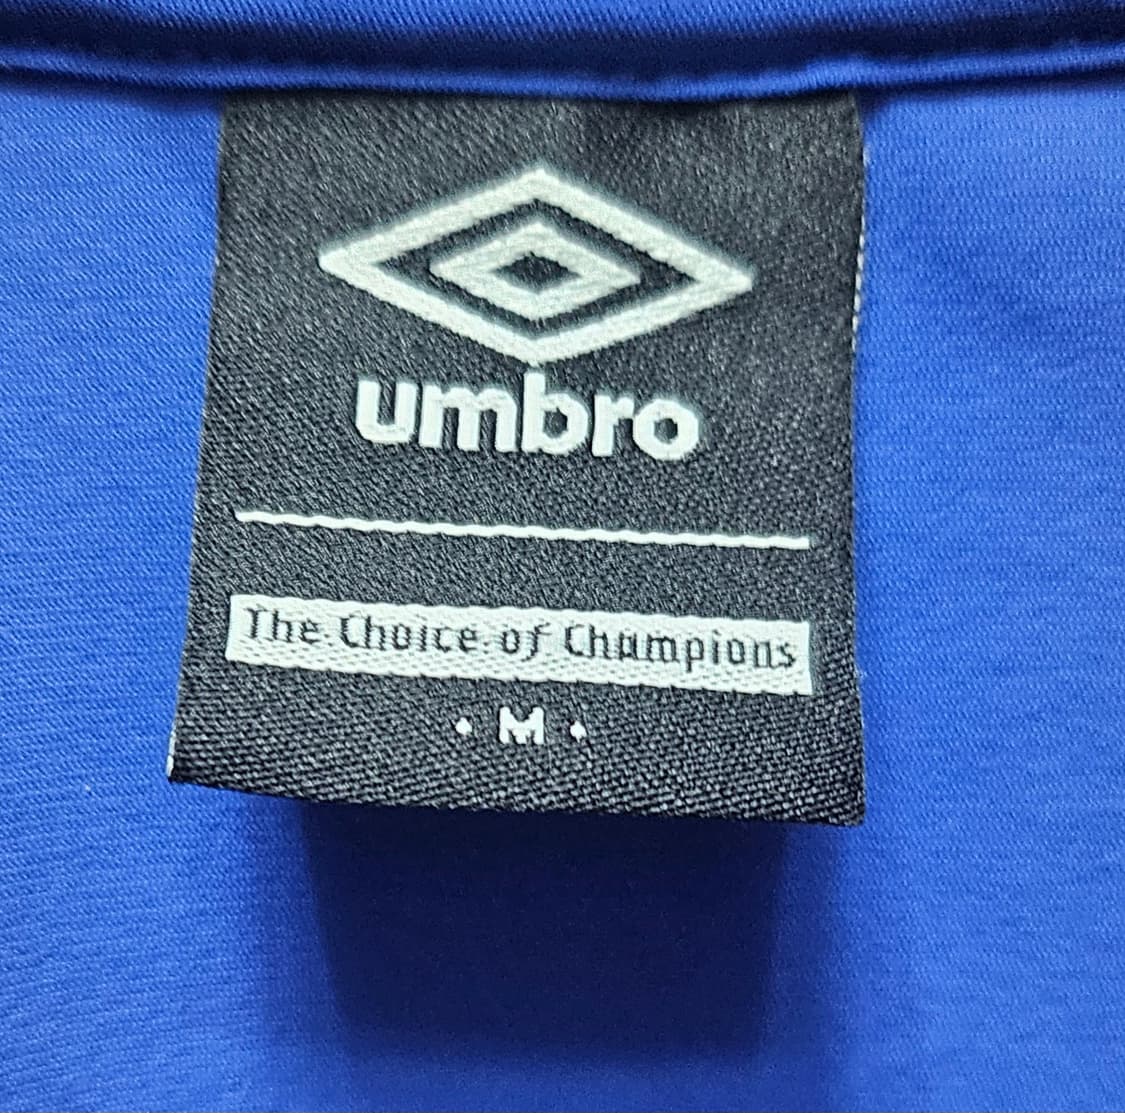 umbro
The Choice of Champions
· M ·